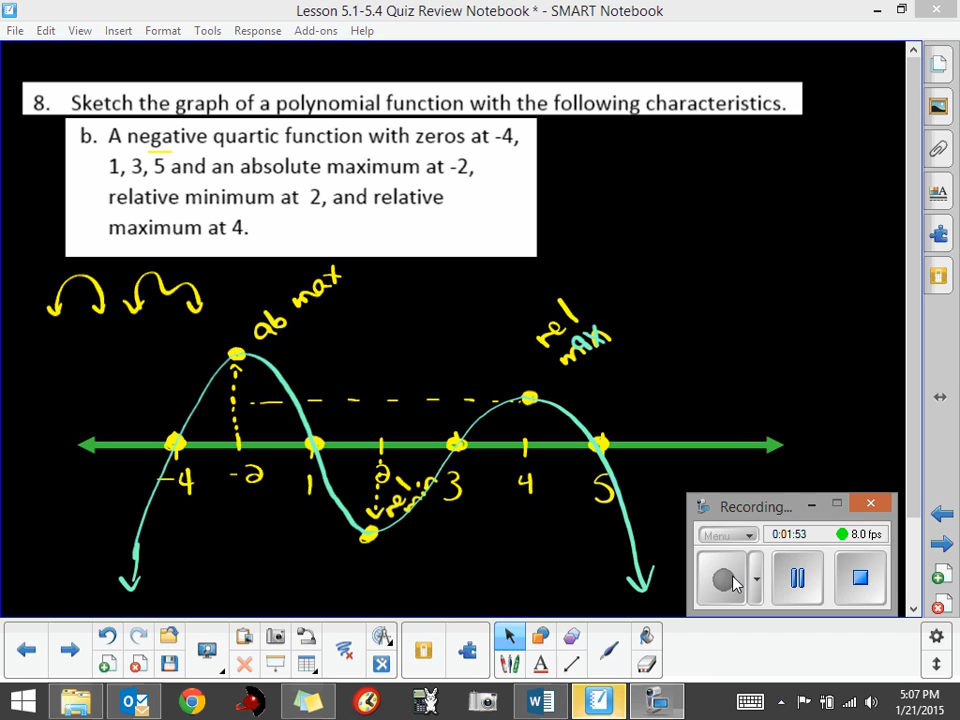 Lesson 5.1-5.4 Quiz Review Notebook * - SMART Notebook
File Edit View Insert Format Tools Response Add-ons Help
8. Sketch the graph of a polynomial function with the following characteristics.
b. A negative quartic function with zeros at -4,
1, 3, 5 and an absolute maximum at -2,
relative minimum at 2, and relative
maximum at 4.
ab max
rel
max
-4 -2 1 2 3 4 5
rel
min
Recording...
Menu 0:01:53 8.0 fps
5:07 PM
1/21/2015